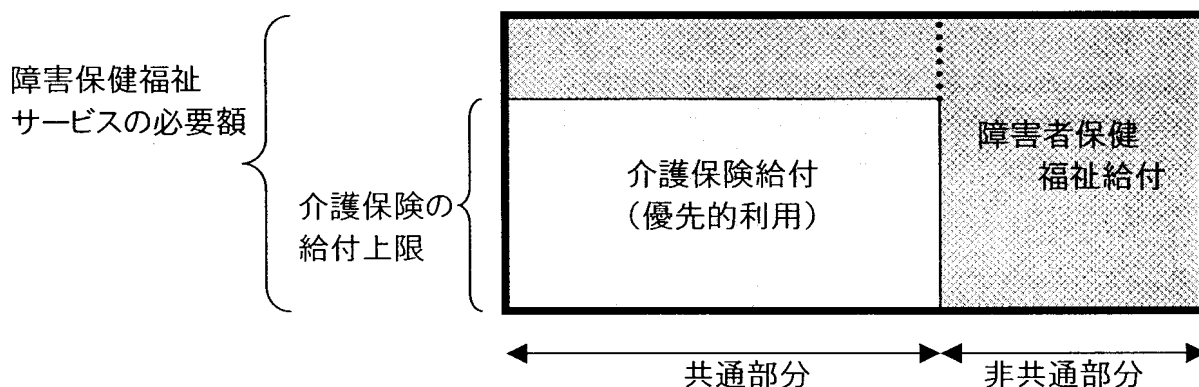 障害保健福祉
サービスの必要額
介護保険の
給付上限
介護保険給付
（優先的利用）
障害者保健
福祉給付
共通部分
非共通部分